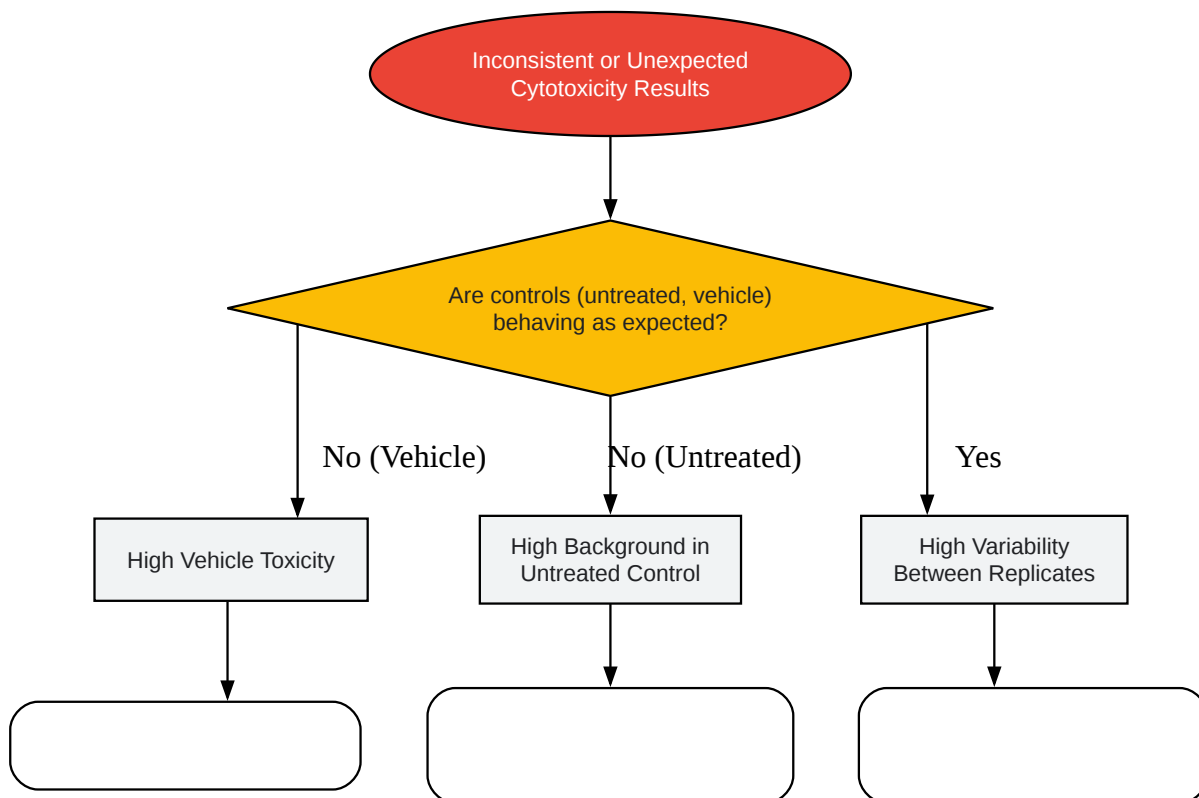 Inconsistent or Unexpected
Cytotoxicity Results
Are controls (untreated, vehicle)
behaving as expected?
No (Vehicle)
No (Untreated)
Yes
High Vehicle Toxicity
High Background in
Untreated Control
High Variability
Between Replicates